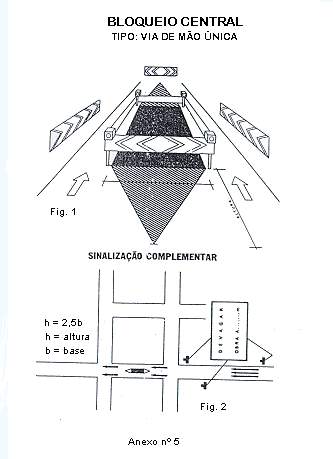 BLOQUEIO CENTRAL
TIPO: VIA DE MÃO ÚNICA
Fig. 1
SINALIZAÇÃO COMPLEMENTAR
h = 2,5b
h = altura
b = base
DEVAGAR
OBRA A......m
Fig. 2
Anexo nº 5